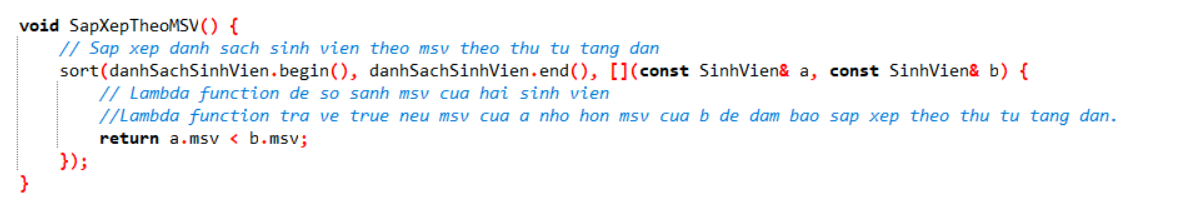 void SapXepTheoMSV() {
// Sap xep danh sach sinh vien theo msv theo thu tu tang dan
sort(danhSachSinhVien.begin(), danhSachSinhVien.end(), [](const SinhVien& a, const SinhVien& b) {
// Lambda function de so sanh msv cua hai sinh vien
//Lambda function tra ve true neu msv cua a nho hon msv cua b de dam bao sap xep theo thu tu tang dan.
return a.msv < b.msv;
});
}